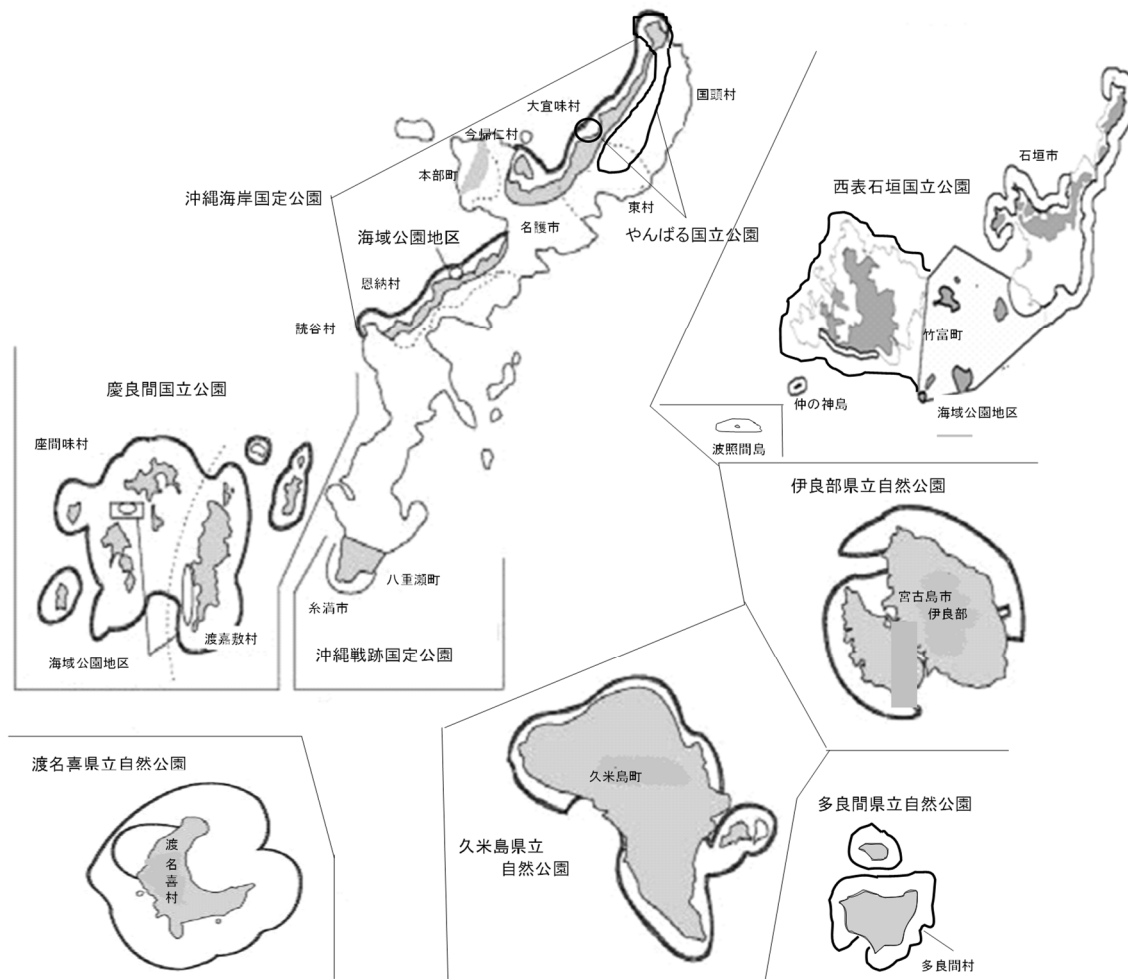 国頭村
大宜味村
今帰仁村
本部町
沖縄海岸国定公園
東村
名護市
やんばる国立公園
海域公園地区
恩納村
読谷村
石垣市
西表石垣国立公園
竹富町
仲の神島
海域公園地区
波照間島
慶良間国立公園
座間味村
渡嘉敷村
海域公園地区
八重瀬町
糸満市
沖縄戦跡国定公園
伊良部県立自然公園
宮古島市
伊良部
渡名喜県立自然公園
渡名喜村
久米島町
久米島県立
自然公園
多良間県立自然公園
多良間村